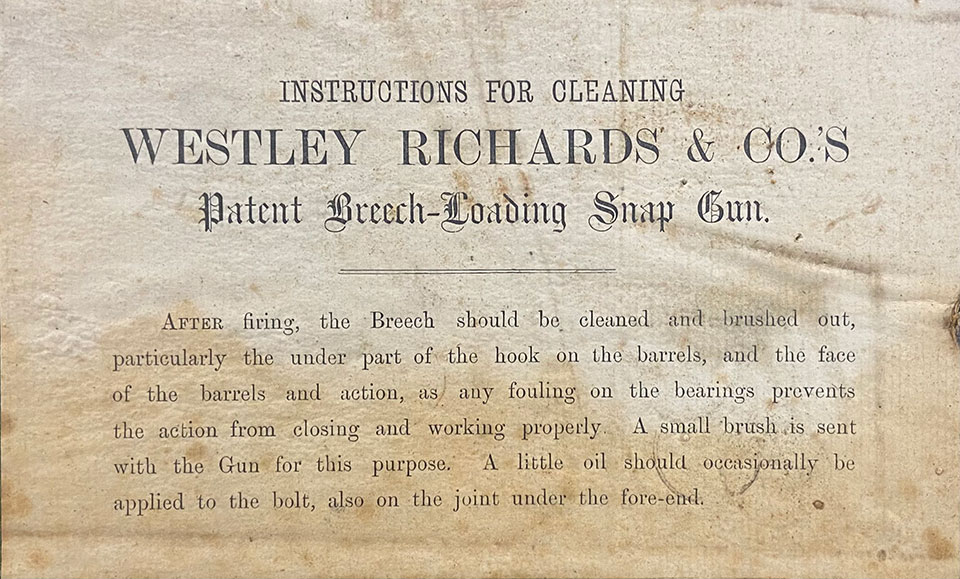 INSTRUCTIONS FOR CLEANING
WESTLEY RICHARDS & CO.'S
Patent Breech-Loading Snap Gun.
AFTER firing, the Breech should be cleaned and brushed out,
particularly the under part of the hook on the barrels, and the face
of the barrels and action, as any fouling on the bearings prevents
the action from closing and working properly. A small brush is sent
with the Gun for this purpose. A little oil should occasionally be
applied to the bolt, also on the joint under the fore-end.